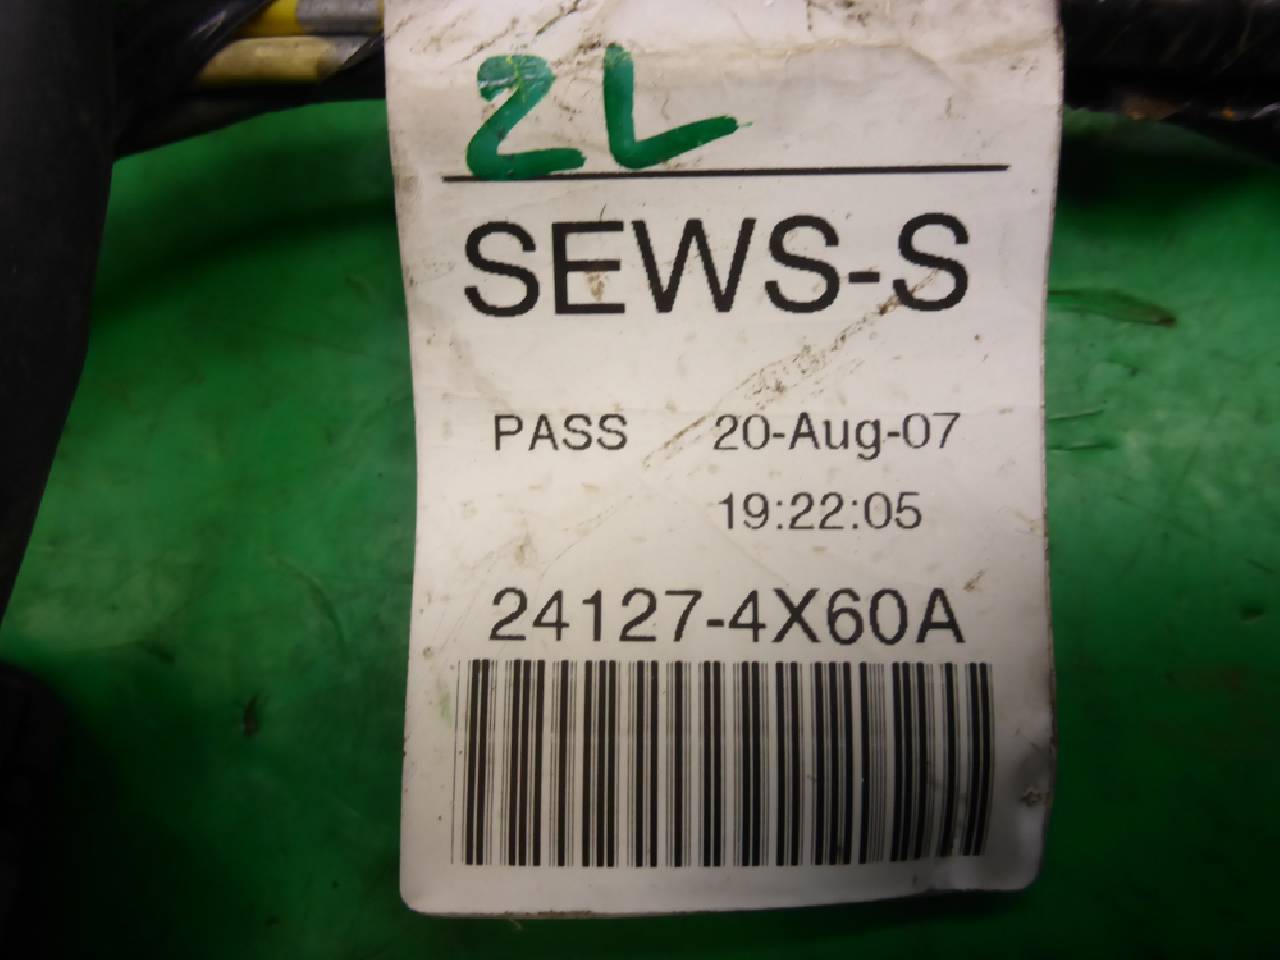 2L
SEWS-S
PASS 20-Aug-07
19:22:05
24127-4X60A